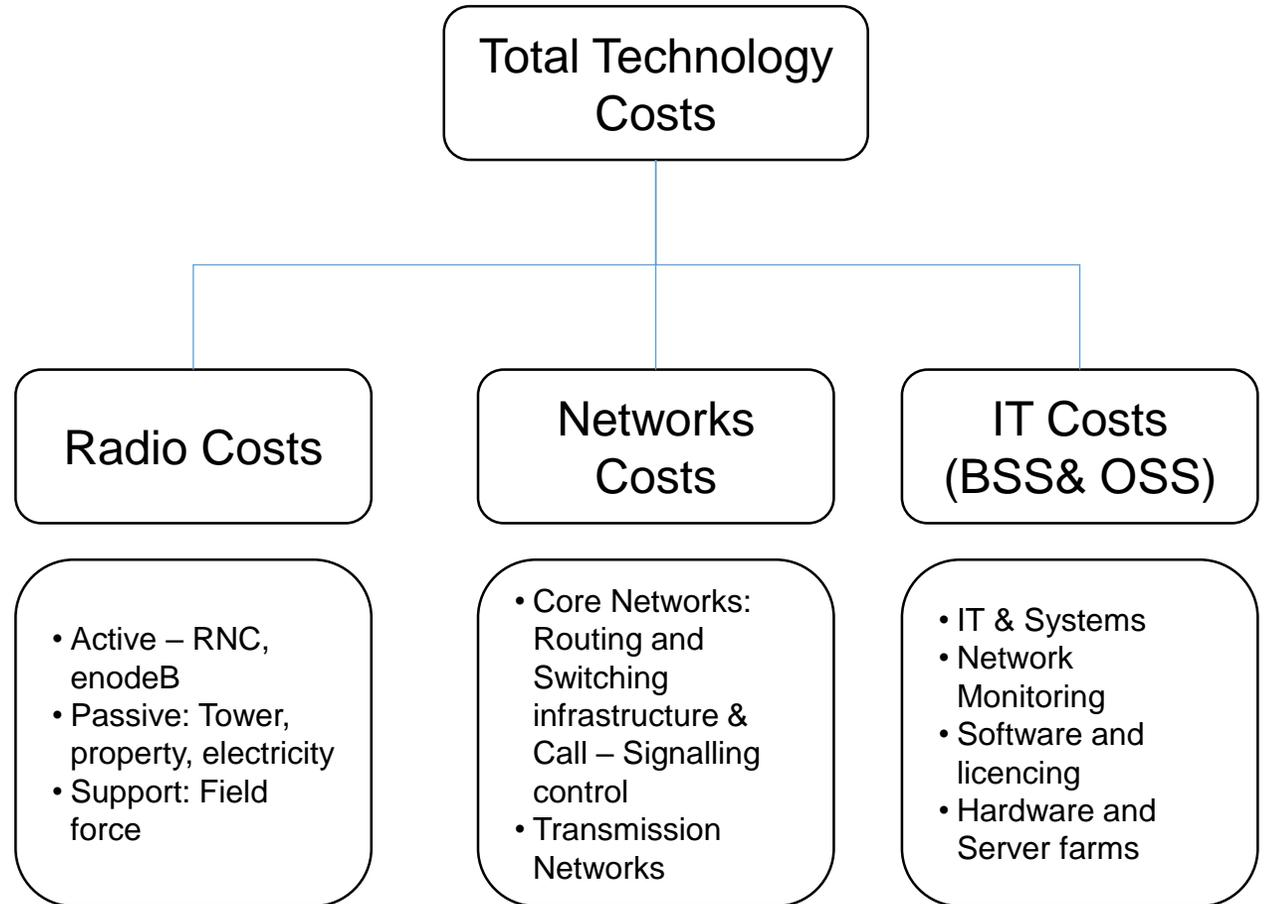 Total Technology
Costs
Radio Costs
Networks
Costs
IT Costs
(BSS& OSS)
• Active – RNC,
enodeB
• Passive: Tower,
property, electricity
• Support: Field
force
• Core Networks:
Routing and
Switching
infrastructure &
Call – Signalling
control
• Transmission
Networks
• IT & Systems
• Network
Monitoring
• Software and
licencing
• Hardware and
Server farms